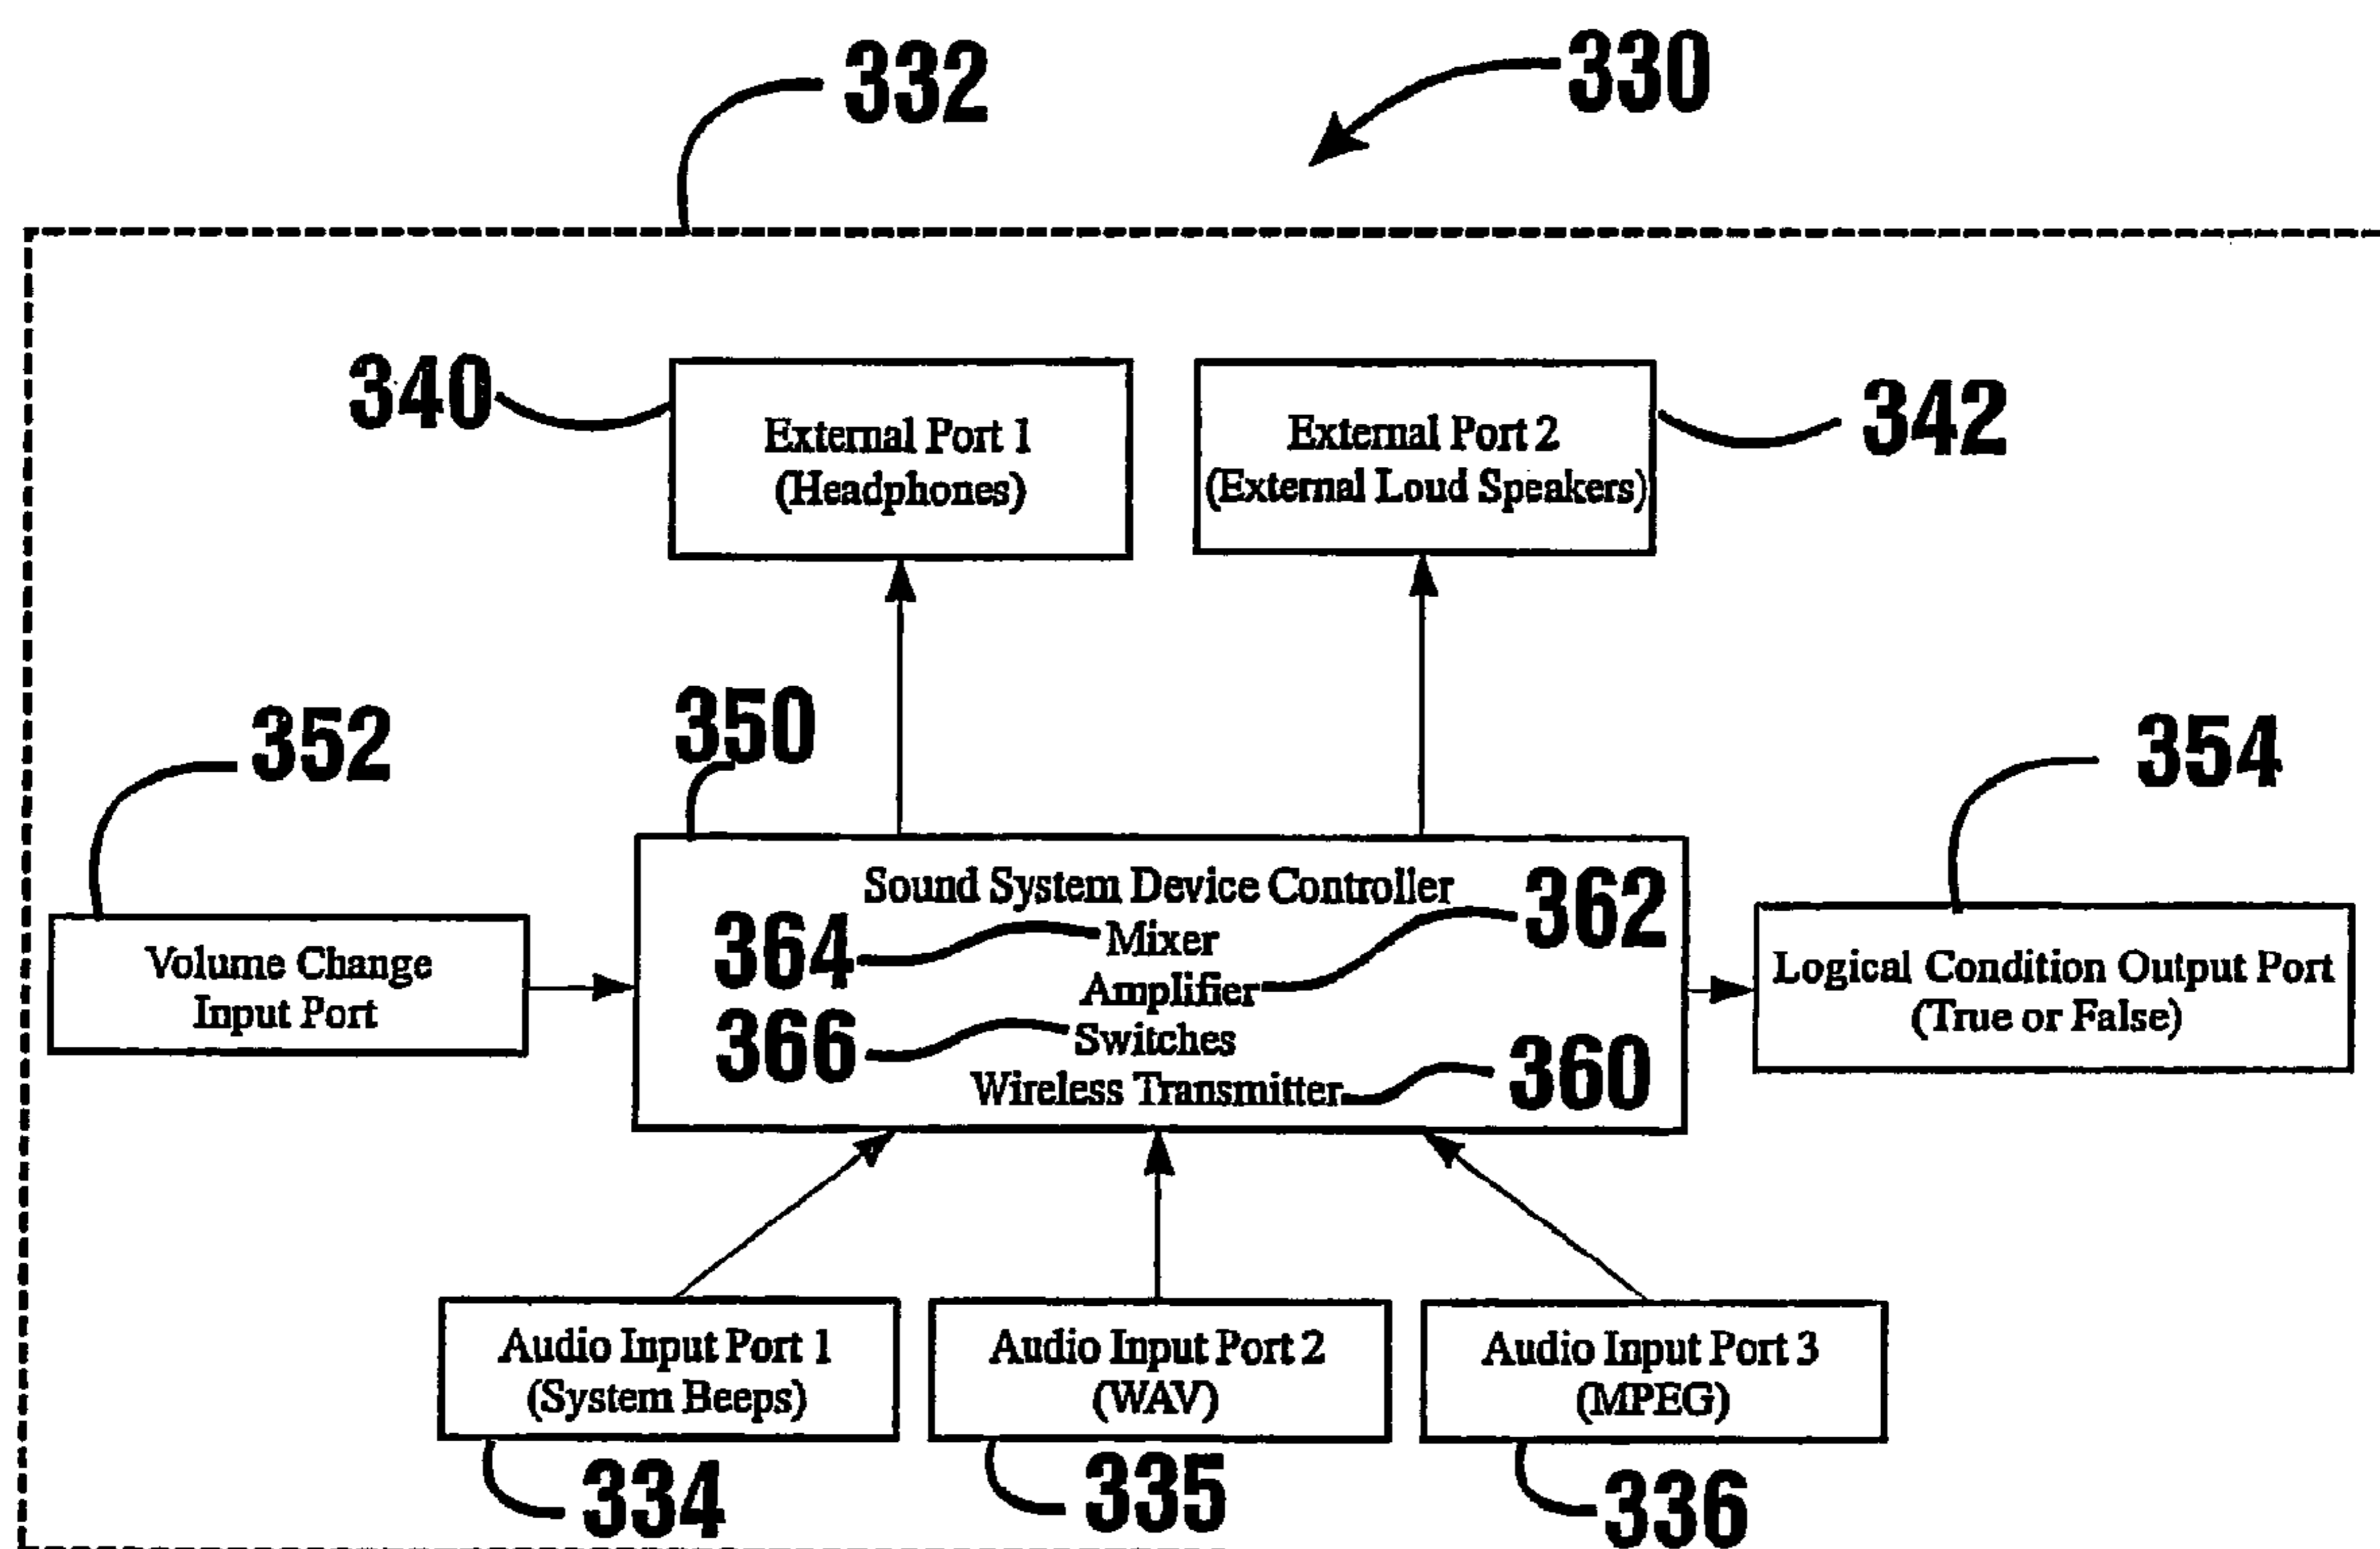 332
330
340
External Port 1
(Headphones)
External Port 2
(External Loud Speakers)
342
352
350
354
Volume Change
Input Port
Sound System Device Controller
364
Mixer
362
Amplifier
366
Switches
Wireless Transmitter
360
Logical Condition Output Port
(True or False)
Audio Input Port 1
(System Beeps)
Audio Input Port 2
(WAV)
Audio Input Port 3
(MPEG)
334
335
336